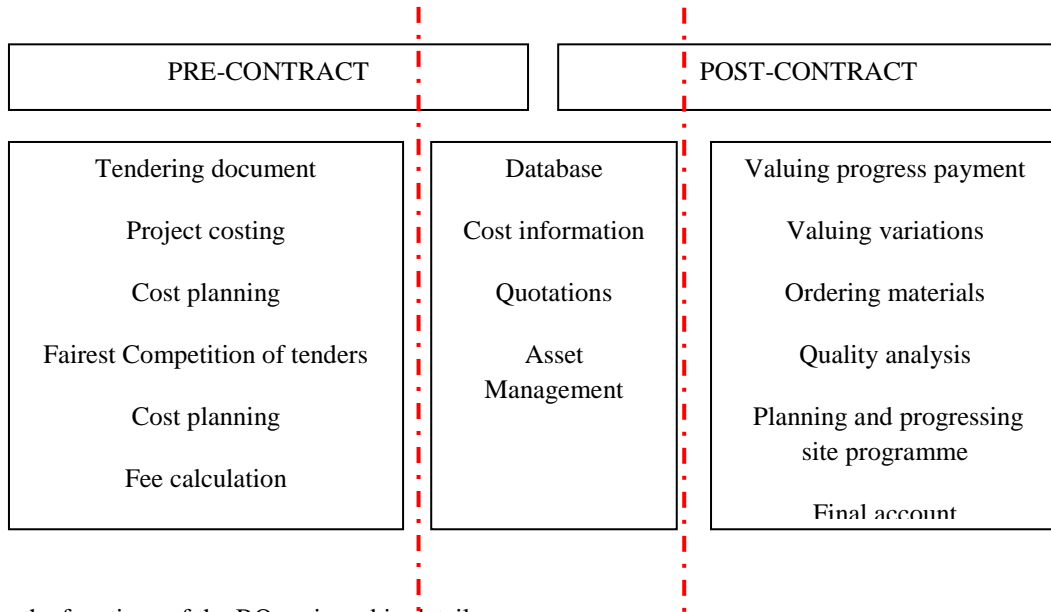 PRE-CONTRACT
POST-CONTRACT
Tendering document
Project costing
Cost planning
Fairest Competition of tenders
Cost planning
Fee calculation
Database
Cost information
Quotations
Asset
Management
Valuing progress payment
Valuing variations
Ordering materials
Quality analysis
Planning and progressing
site programme
Final account